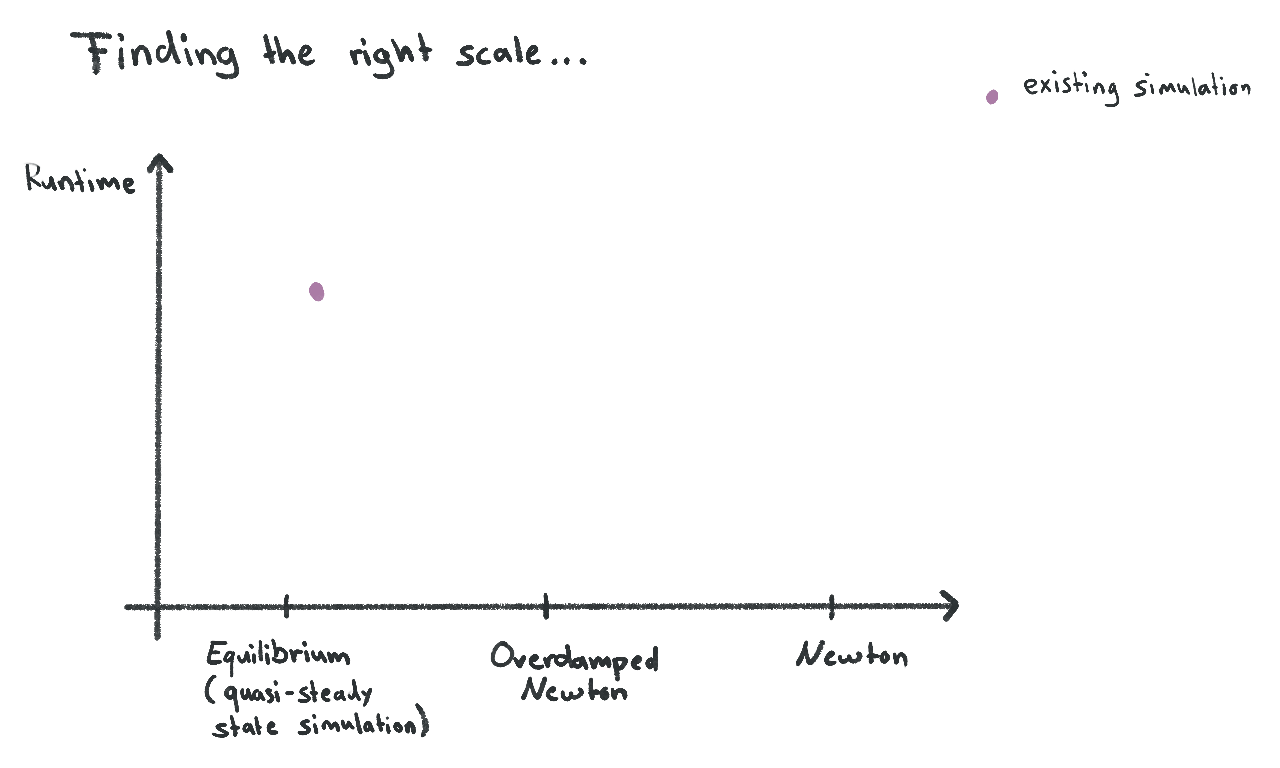 Finding the right scale...
existing simulation
Runtime
Equilibrium
(quasi-steady
state simulation)
Overdamped
Newton
Newton